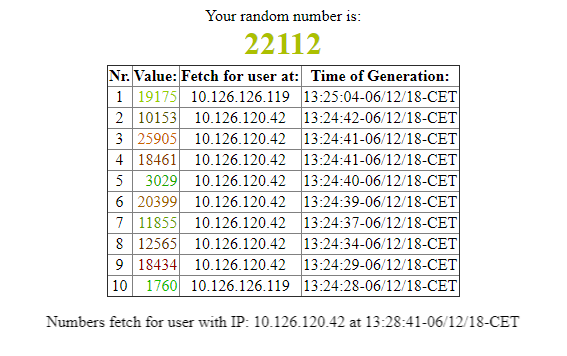 Your random number is:
22112
Nr. Value: Fetch for user at: Time of Generation:
1 19175 10.126.126.119 13:25:04-06/12/18-CET
2 10153 10.126.120.42 13:24:42-06/12/18-CET
3 25905 10.126.120.42 13:24:41-06/12/18-CET
4 18461 10.126.120.42 13:24:41-06/12/18-CET
5 3029 10.126.120.42 13:24:40-06/12/18-CET
6 20399 10.126.120.42 13:24:39-06/12/18-CET
7 11855 10.126.120.42 13:24:37-06/12/18-CET
8 12565 10.126.120.42 13:24:34-06/12/18-CET
9 18434 10.126.120.42 13:24:29-06/12/18-CET
10 1760 10.126.126.119 13:24:28-06/12/18-CET
Numbers fetch for user with IP: 10.126.120.42 at 13:28:41-06/12/18-CET